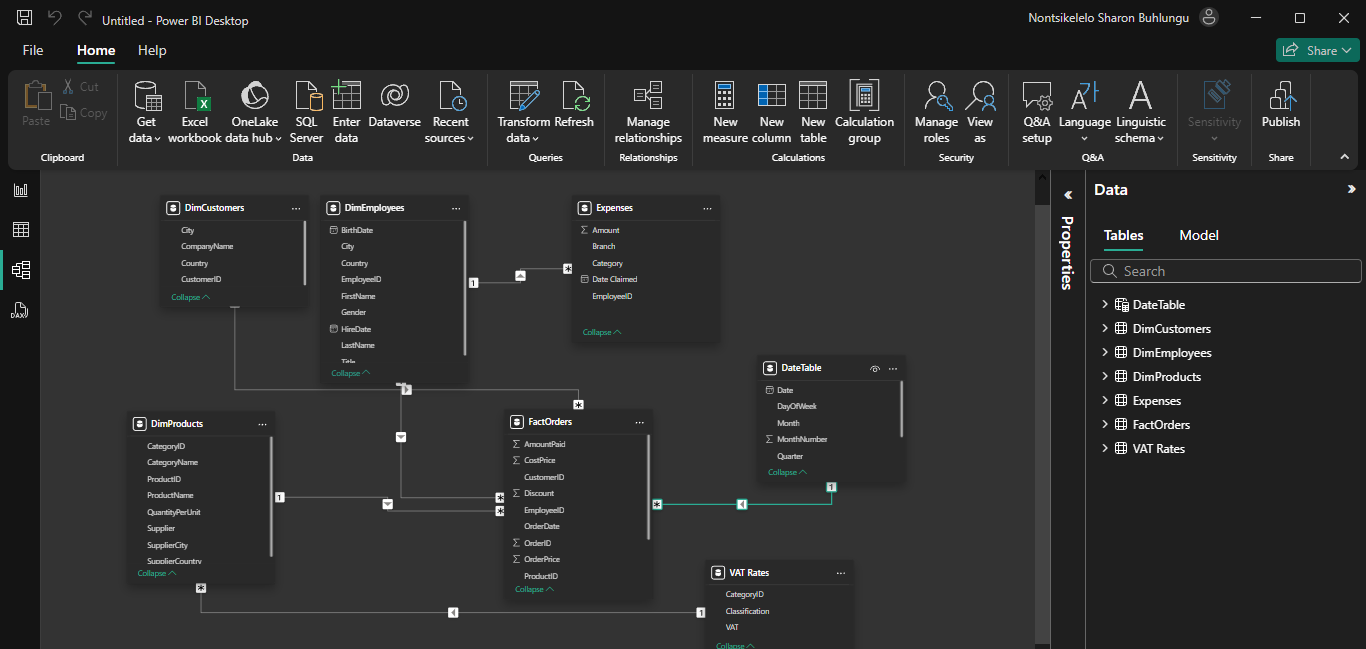 Untitled - Power BI Desktop
Nontsikelelo Sharon Buhlungu
File Home Help
Share
Paste
Cut
Copy
Clipboard
Get data
Excel workbook
OneLake data hub
SQL Server
Enter data
Dataverse
Recent sources
Data
Transform data
Refresh
Queries
Manage relationships
Relationships
New measure
New column
New table
Calculation group
Calculations
Manage roles
View as
Security
Q&A setup
Language
Linguistic schema
Q&A
Sensitivity
Sensitivity
Publish
Share
DAX
DimCustomers
City
CompanyName
Country
CustomerID
Collapse
DimEmployees
BirthDate
City
Country
EmployeeID
FirstName
Gender
HireDate
LastName
Title
Collapse
1
*
Expenses
Σ Amount
Branch
Category
Date Claimed
EmployeeID
Collapse
DateTable
Date
DayOfWeek
Month
Σ MonthNumber
Quarter
Collapse
1
*
DimProducts
CategoryID
CategoryName
ProductID
ProductName
QuantityPerUnit
Supplier
SupplierCity
SupplierCountry
Collapse
*
1
*
*
*
FactOrders
Σ AmountPaid
Σ CostPrice
CustomerID
Σ Discount
EmployeeID
OrderDate
Σ OrderID
Σ OrderPrice
ProductID
Collapse
1
VAT Rates
CategoryID
Classification
VAT
Collapse
Properties
Data
Tables Model
Search
DateTable
DimCustomers
DimEmployees
DimProducts
Expenses
FactOrders
VAT Rates